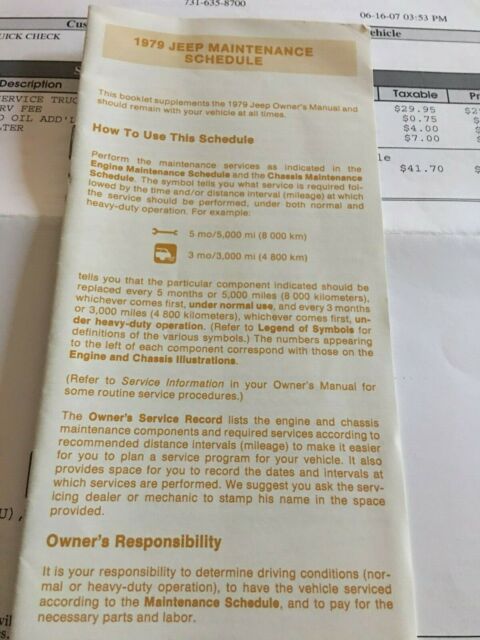 731-635-8700
06-16-07 03:53 PM
UICK CHECK
hicle
Description
Taxable
ERVICE TRUC
$29.95
RV FEE
$0.75
D OIL ADD'L
$4.00
LTER
$7.00
le
$41.70
1979 JEEP MAINTENANCE
SCHEDULE
This booklet supplements the 1979 Jeep Owner's Manual and
should remain with your vehicle at all times.
How To Use This Schedule
Perform the maintenance services as indicated in the
Engine Maintenance Schedule and the Chassis Maintenance
Schedule. The symbol tells you what service is required fol-
lowed by the time and/or distance interval (mileage) at which
the service should be performed, under both normal and
heavy-duty operation. For example:
5 mo/5,000 mi (8 000 km)
3 mo/3,000 mi (4 800 km)
tells you that the particular component indicated should be
replaced every 5 months or 5,000 miles (8 000 kilometers),
whichever comes first, under normal use, and every 3 months
or 3,000 miles (4 800 kilometers), whichever comes first, un-
der heavy-duty operation. (Refer to Legend of Symbols for
definitions of the various symbols.) The numbers appearing
to the left of each component correspond with those on the
Engine and Chassis Illustrations.
(Refer to Service Information in your Owner's Manual for
some routine service procedures.)
The Owner's Service Record lists the engine and chassis
maintenance components and required services according to
recommended distance intervals (mileage) to make it easier
for you to plan a service program for your vehicle. It also
provides space for you to record the dates and intervals at
which services are performed. We suggest you ask the serv-
icing dealer or mechanic to stamp his name in the space
provided.
Owner's Responsibility
It is your responsibility to determine driving conditions (nor-
mal or heavy-duty operation), to have the vehicle serviced
according to the Maintenance Schedule, and to pay for the
necessary parts and labor.